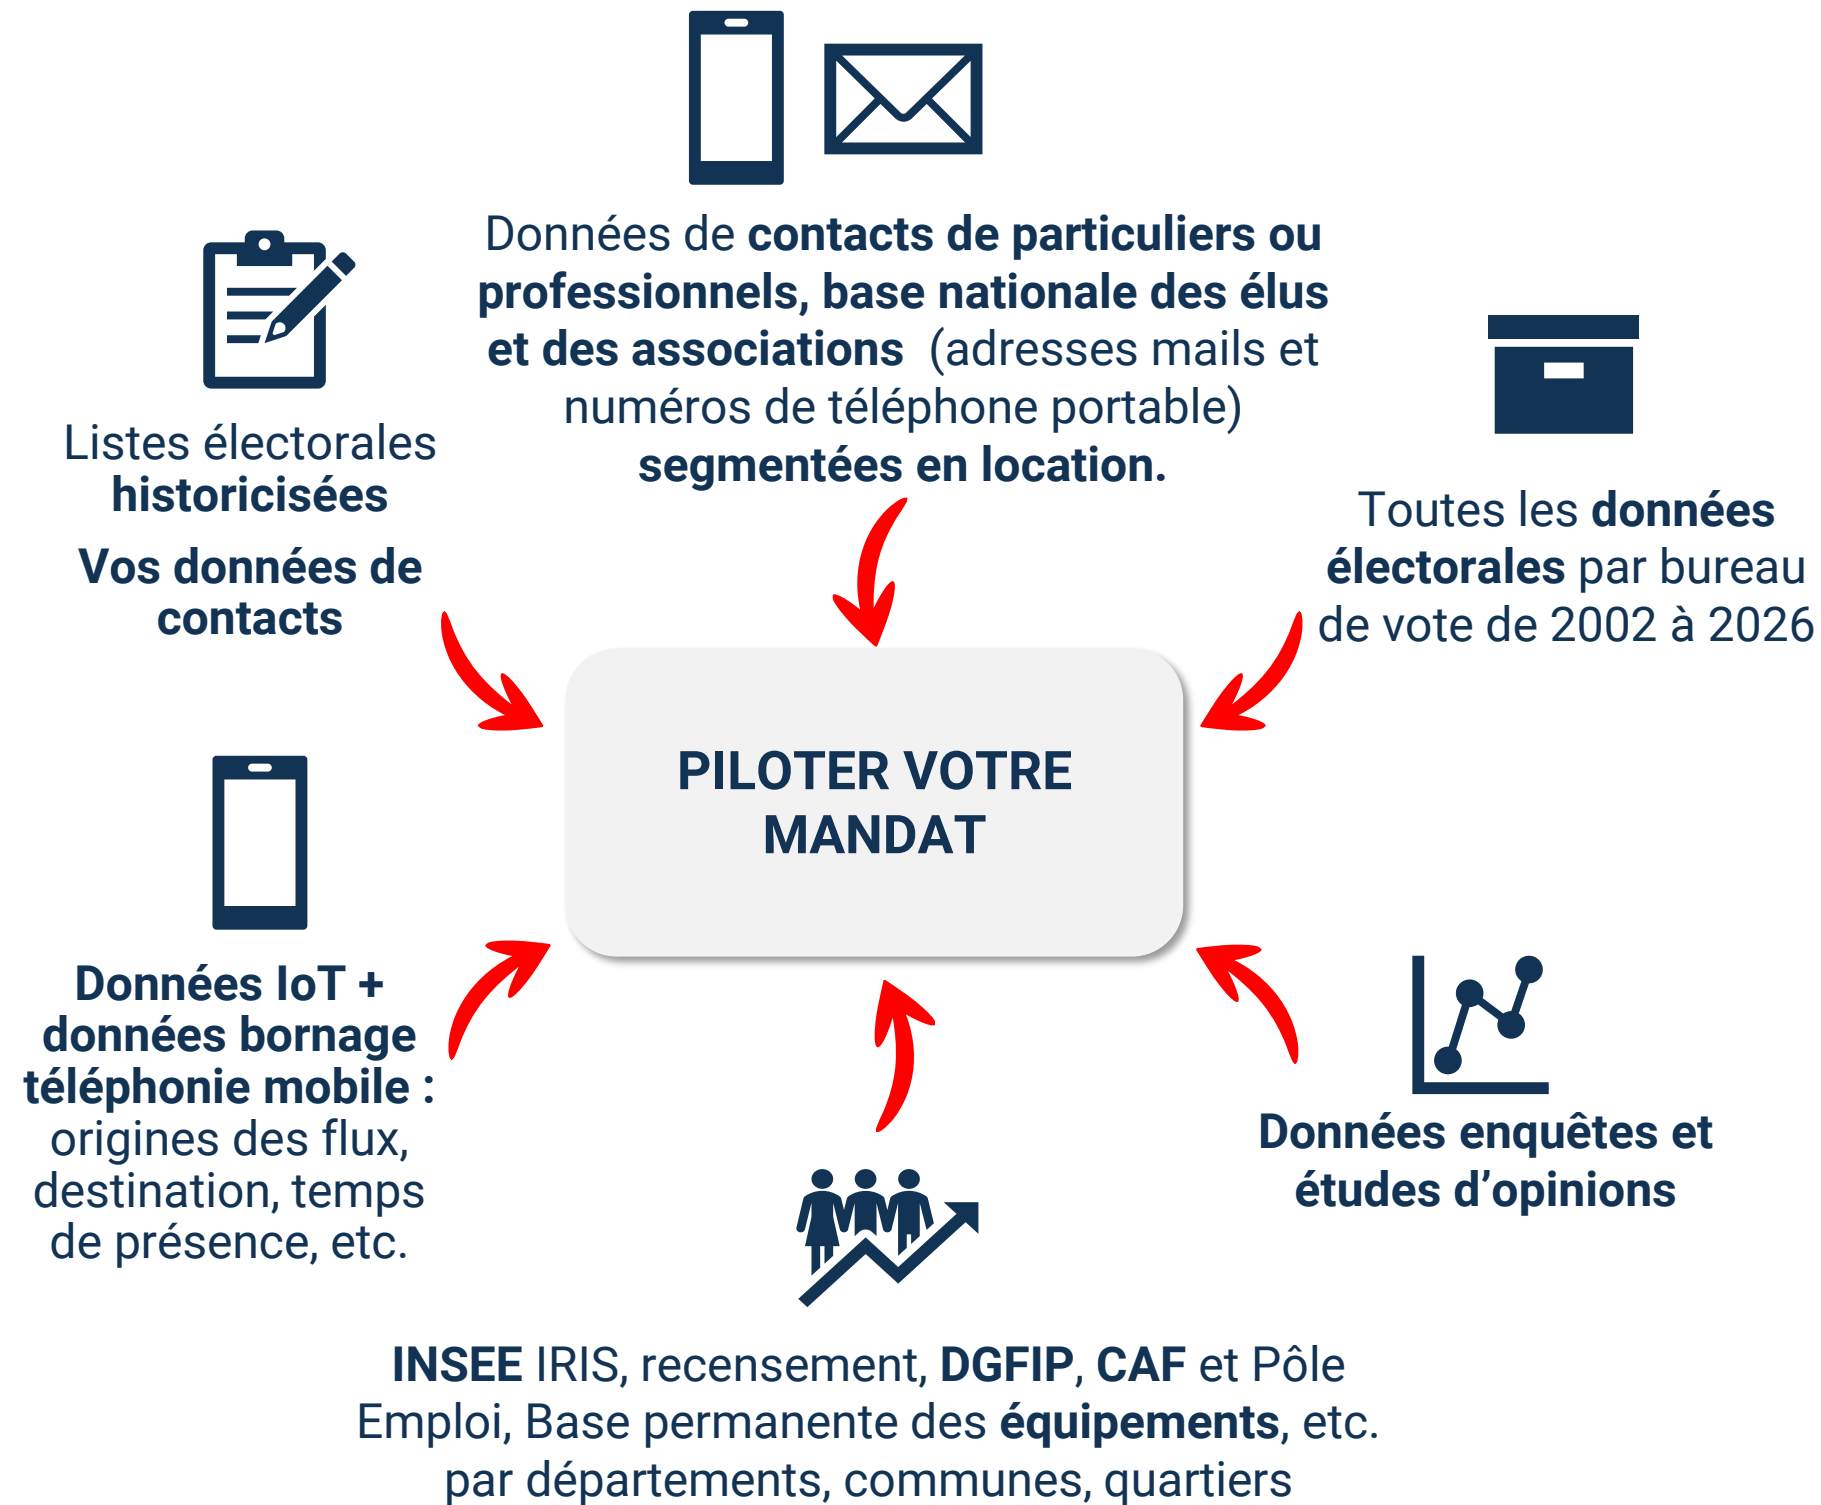 Données de contacts de particuliers ou
professionnels, base nationale des élus
et des associations (adresses mails et
numéros de téléphone portable)
segmentées en location.
Listes électorales
historicisées
Vos données de
contacts
Toutes les données
électorales par bureau
de vote de 2002 à 2026
PILOTER VOTRE
MANDAT
Données IoT +
données bornage
téléphonie mobile :
origines des flux,
destination, temps
de présence, etc.
Données enquêtes et
études d’opinions
INSEE IRIS, recensement, DGFIP, CAF et Pôle
Emploi, Base permanente des équipements, etc.
par départements, communes, quartiers